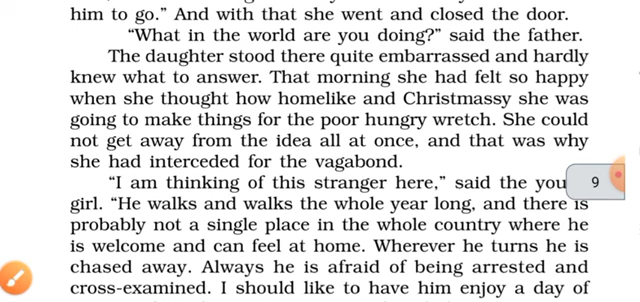 him to go.” And with that she went and closed the door.
“What in the world are you doing?” said the father.
The daughter stood there quite embarrassed and hardly
knew what to answer. That morning she had felt so happy
when she thought how homelike and Christmassy she was
going to make things for the poor hungry wretch. She could
not get away from the idea all at once, and that was why
she had interceded for the vagabond.
“I am thinking of this stranger here,” said the you
9
girl. “He walks and walks the whole year long, and there is
probably not a single place in the whole country where he
is welcome and can feel at home. Wherever he turns he is
chased away. Always he is afraid of being arrested and
cross-examined. I should like to have him enjoy a day of